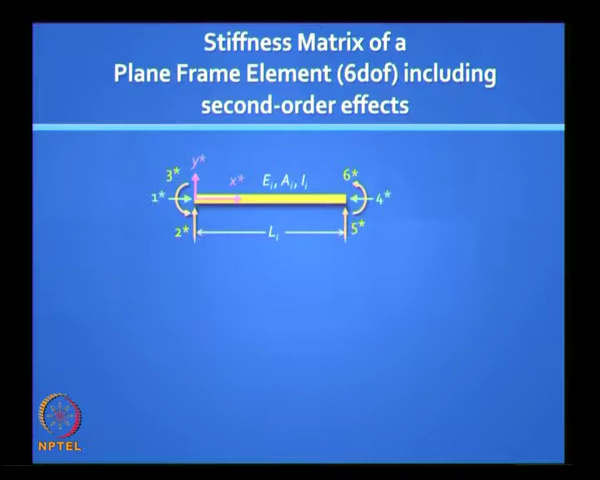 Stiffness Matrix of a
Plane Frame Element (6dof) including
second-order effects
3* y* x* Eᵢ, Aᵢ, Iᵢ 6*
1* 4*
2* Lᵢ 5*
NPTEL